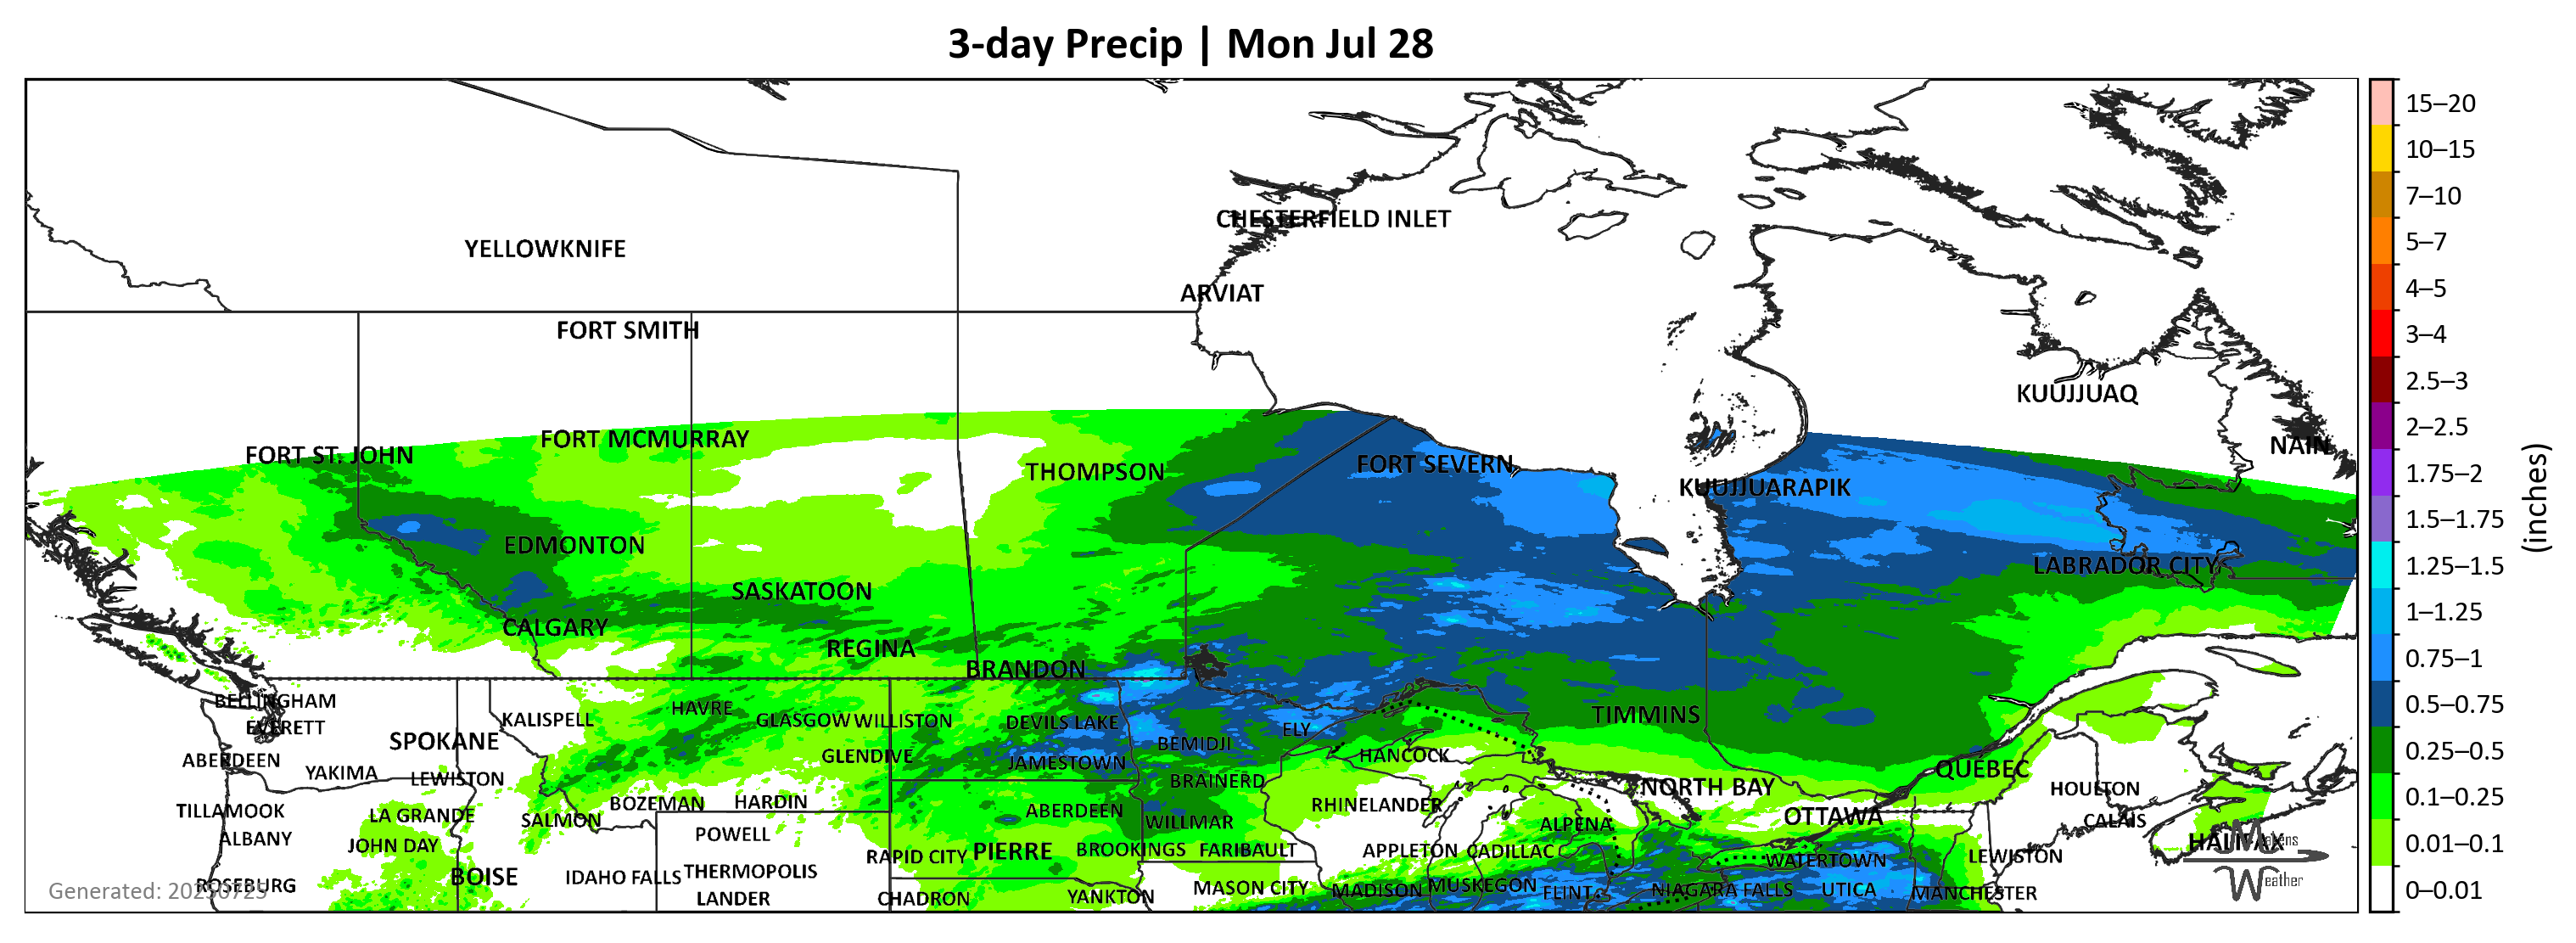 3-day Precip | Mon Jul 28
CHESTERFIELD INLET
YELLOWKNIFE
ARVIAT
FORT SMITH
KUUJJUAQ
FORT MCMURRAY
NAIN
FORT ST. JOHN
FORT SEVERN
THOMPSON
KUUJJUARAPIK
EDMONTON
LABRADOR CITY
SASKATOON
CALGARY
REGINA
BRANDON
BELLINGHAM
HAVRE
TIMMINS
KALISPELL
GLASGOW
WILLISTON
DEVILS LAKE
EVERETT
ELY
SPOKANE
BEMIDJI
HANCOCK
GLENDIVE
ABERDEEN
JAMESTOWN
QUEBEC
YAKIMA
LEWISTON
BRAINERD
NORTH BAY
HOULTON
BOZEMAN
HARDIN
RHINELANDER
TILLAMOOK
LA GRANDE
ABERDEEN
SALMON
WILLMAR
OTTAWA
CALAIS
ALPENA
ALBANY
POWELL
HALIFAX
JOHN DAY
RAPID CITY
PIERRE
BROOKINGS
FARIBAULT
APPLETON
CADILLAC
WATERTOWN
LEWISTON
BOISE
IDAHO FALLS
THERMOPOLIS
ROSEBURG
MASON CITY
MADISON
MUSKEGON
FLINT
NIAGARA FALLS
UTICA
MANCHESTER
LANDER
CHADRON
YANKTON
Generated: 20250725
Makens
Weather
15–20
10–15
7–10
5–7
4–5
3–4
2.5–3
2–2.5
1.75–2
1.5–1.75
1.25–1.5
1–1.25
0.75–1
0.5–0.75
0.25–0.5
0.1–0.25
0.01–0.1
0–0.01
(inches)